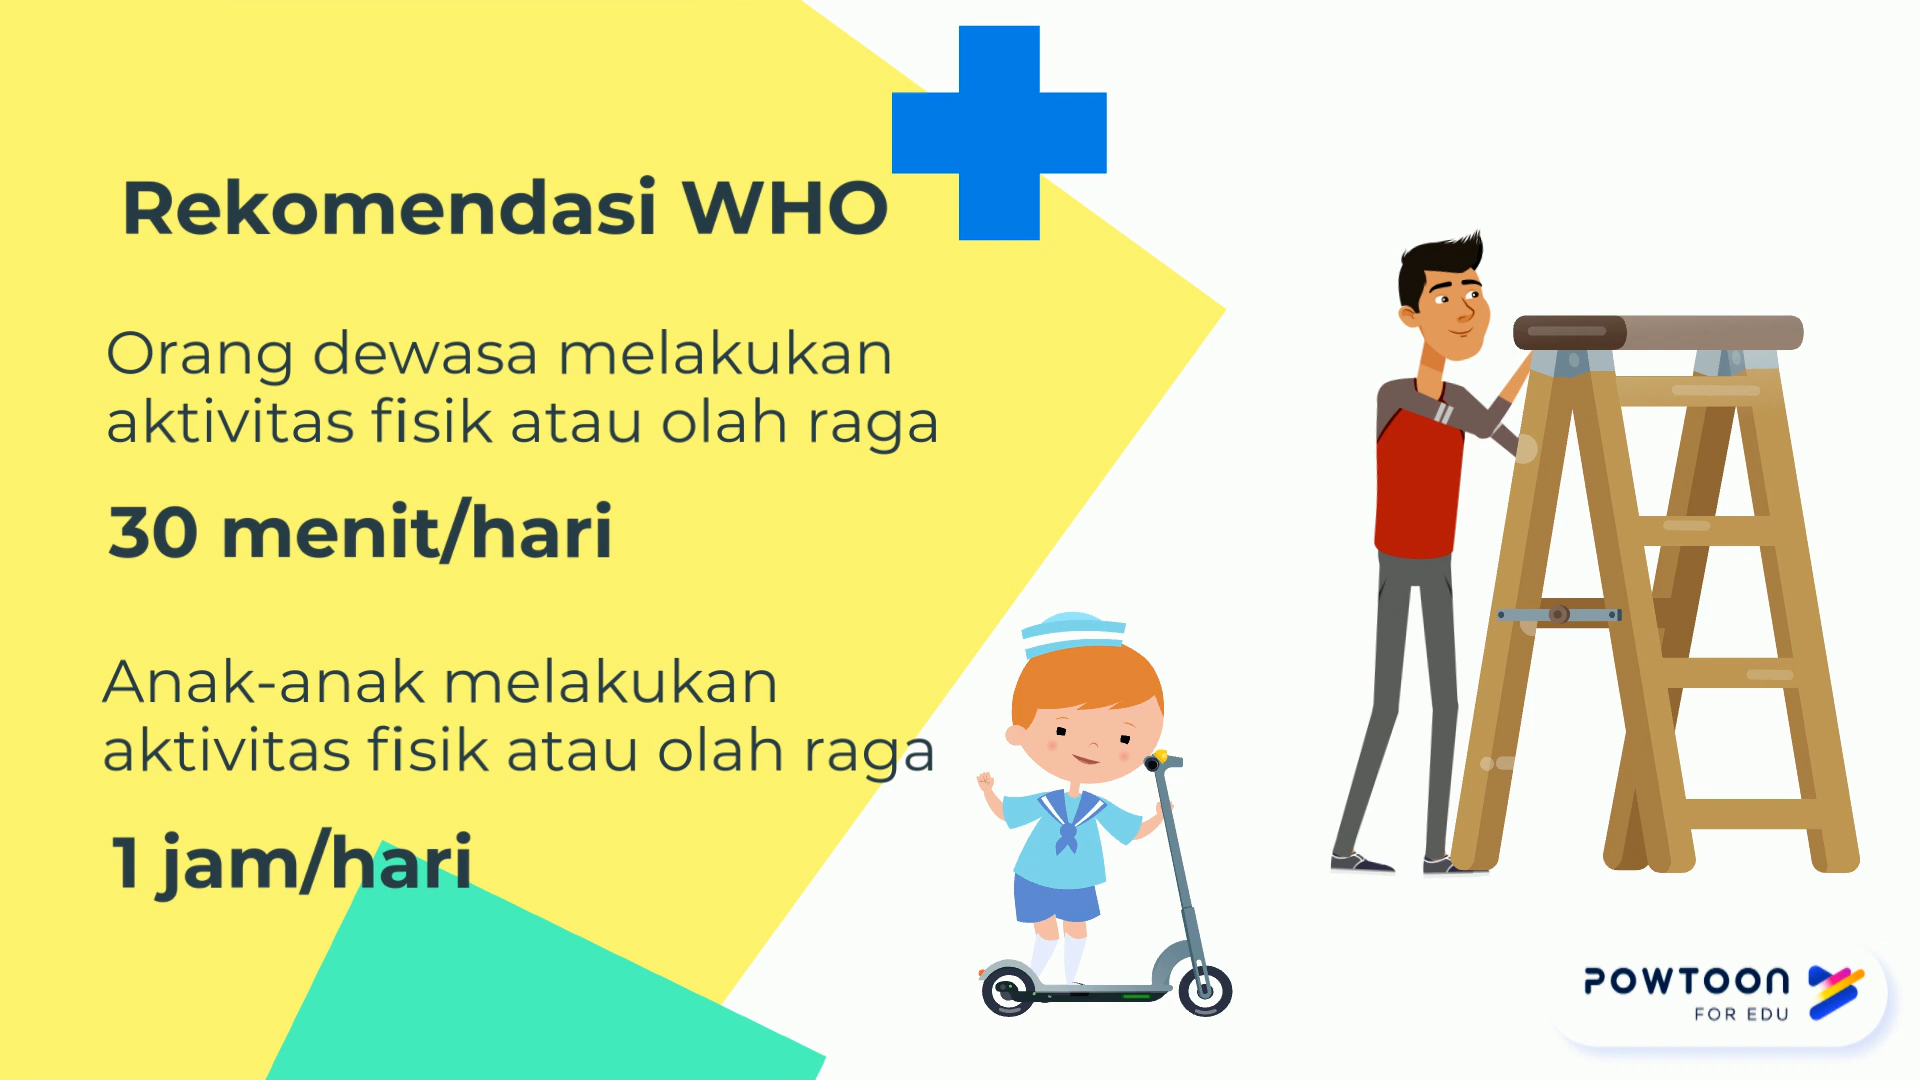 Rekomendasi WHO
Orang dewasa melakukan
aktivitas fisik atau olah raga
30 menit/hari
Anak-anak melakukan
aktivitas fisik atau olah raga
1 jam/hari
POWTOON
FOR EDU